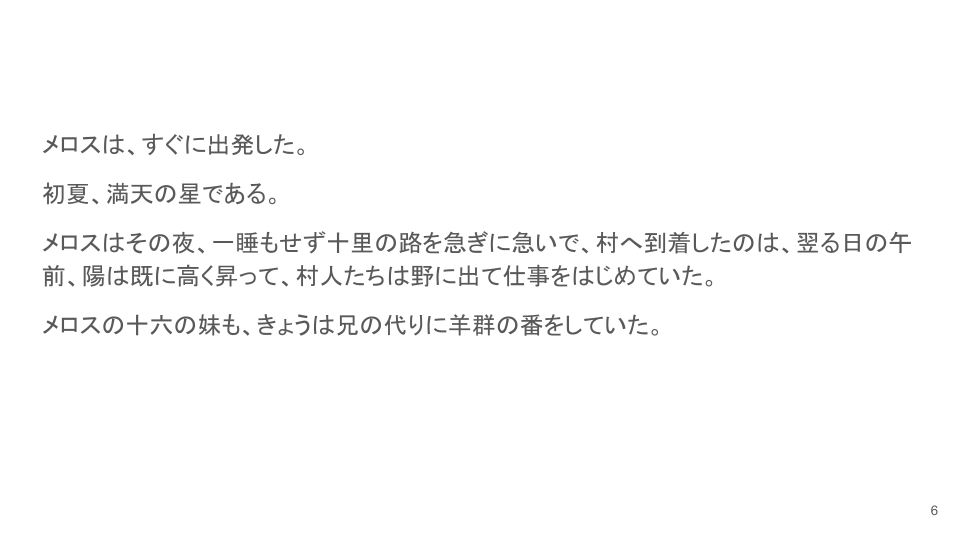 メロスは、すぐに出発した。
初夏、満天の星である。
メロスはその夜、一睡もせず十里の路を急ぎに急いで、村へ到着したのは、翌る日の午
前、陽は既に高く昇って、村人たちは野に出て仕事をはじめていた。
メロスの十六の妹も、きょうは兄の代りに羊群の番をしていた。
6